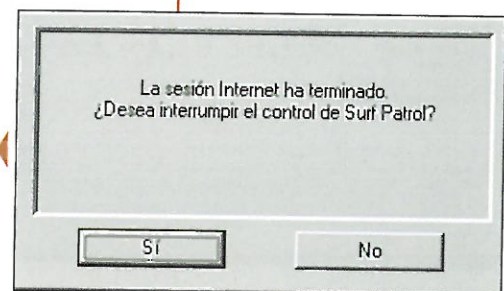 La sesión Internet ha terminado.
¿Desea interrumpir el control de Surf Patrol?
Sí
No